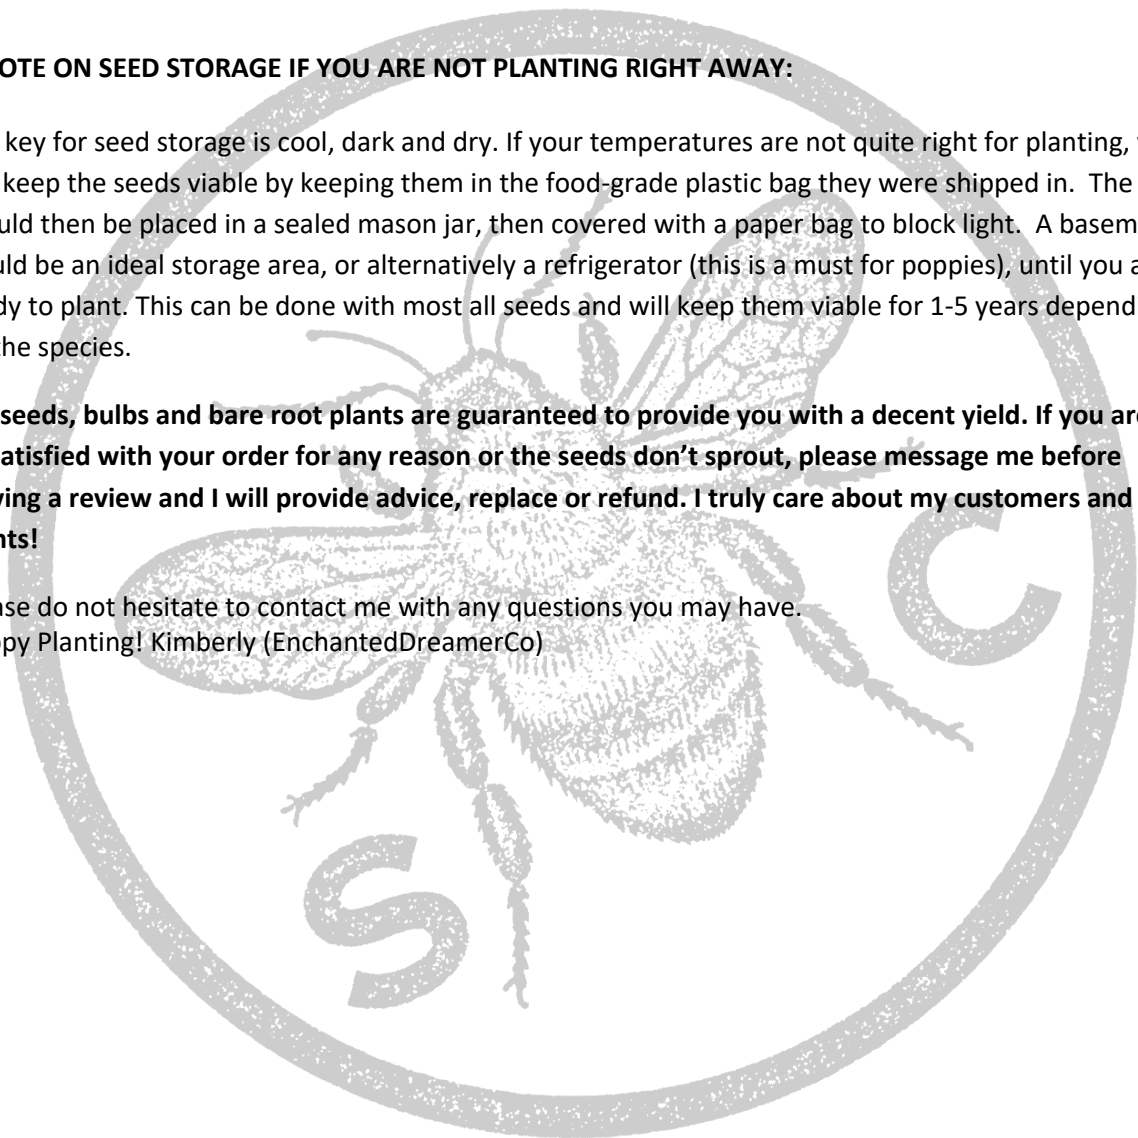 OTE ON SEED STORAGE IF YOU ARE NOT PLANTING RIGHT AWAY:
key for seed storage is cool, dark and dry. If your temperatures are not quite right for planting,
keep the seeds viable by keeping them in the food-grade plastic bag they were shipped in. The
uld then be placed in a sealed mason jar, then covered with a paper bag to block light. A basem
uld be an ideal storage area, or alternatively a refrigerator (this is a must for poppies), until you a
dy to plant. This can be done with most all seeds and will keep them viable for 1-5 years depend
the species.
seeds, bulbs and bare root plants are guaranteed to provide you with a decent yield. If you are
atisfied with your order for any reason or the seeds don’t sprout, please message me before
ving a review and I will provide advice, replace or refund. I truly care about my customers and
nts!
ase do not hesitate to contact me with any questions you may have.
py Planting! Kimberly (EnchantedDreamerCo)
C
S